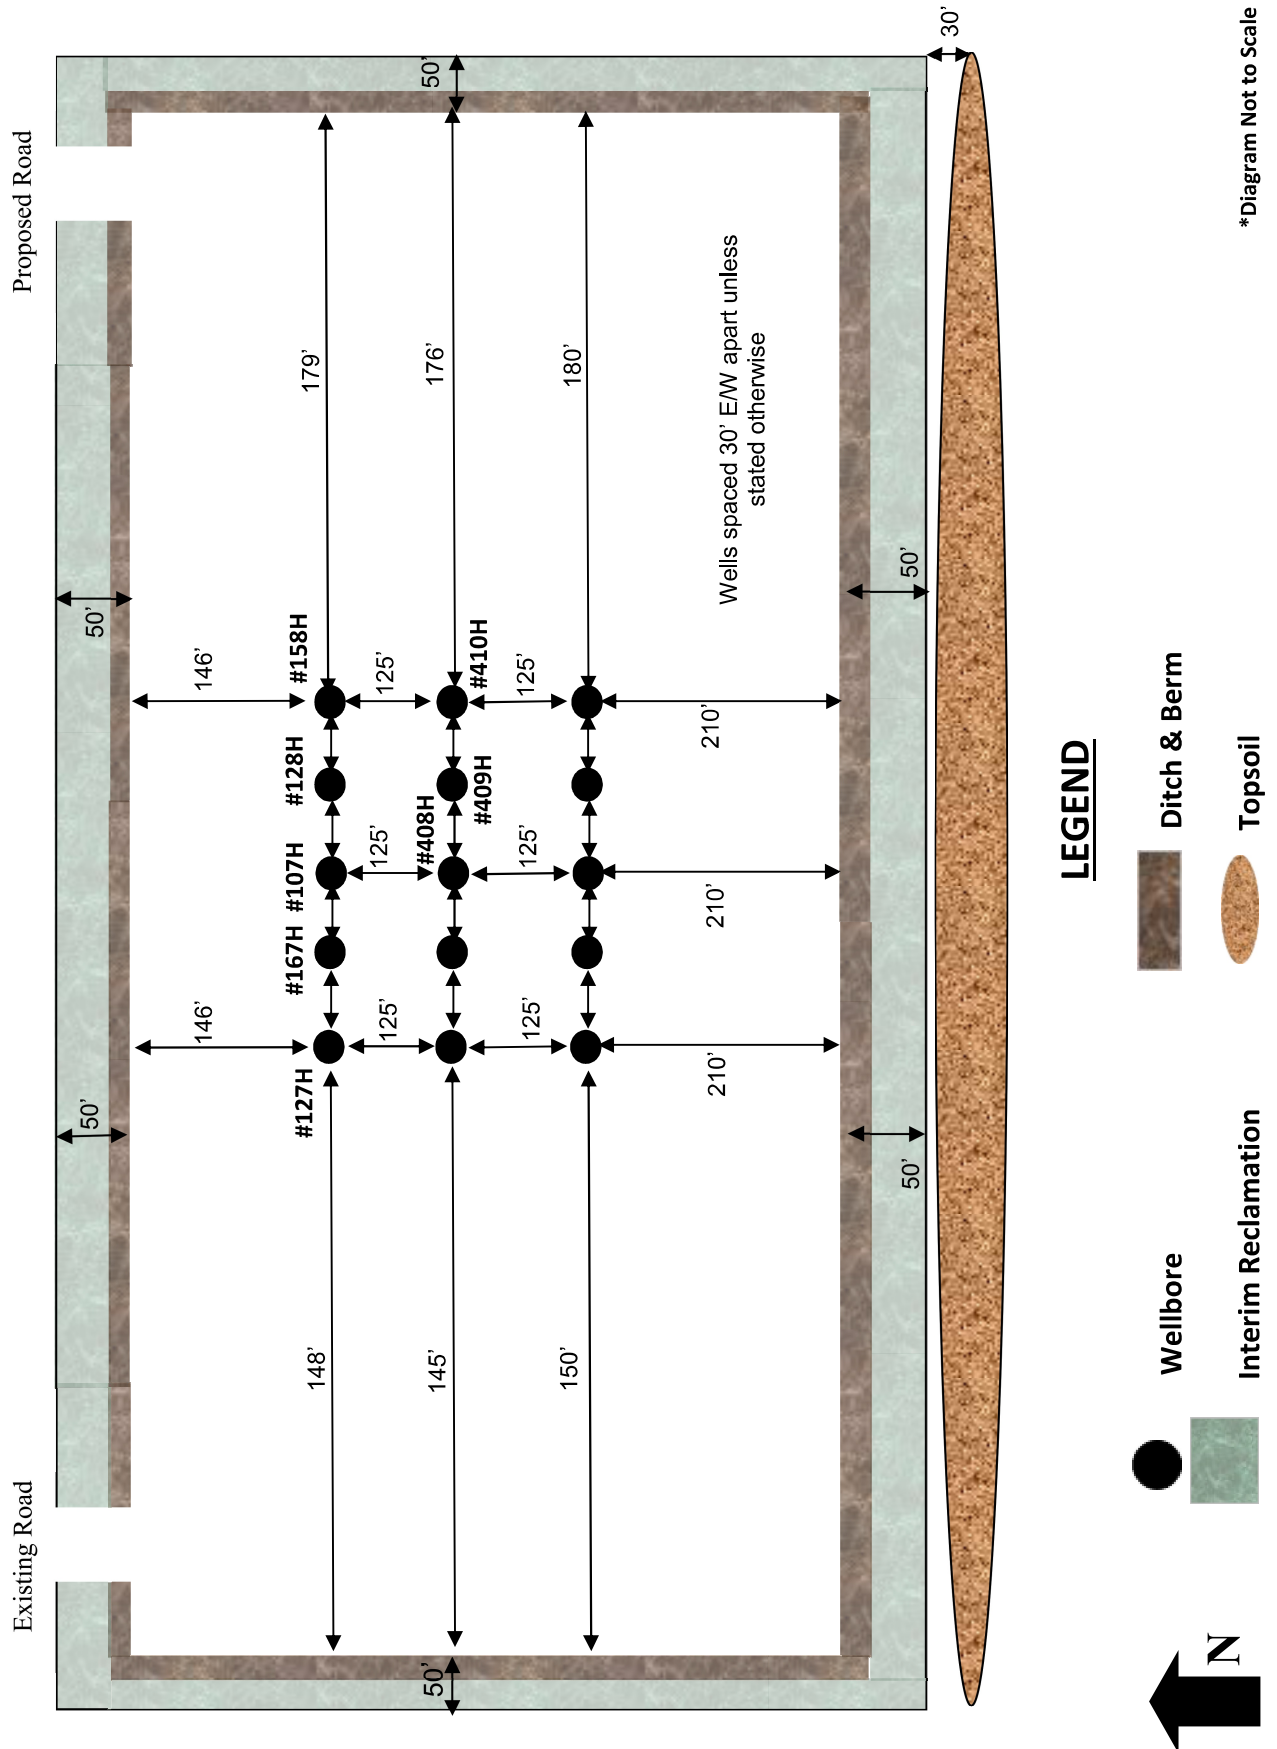 Existing Road
Proposed Road
50’
50’
146’
146’
#127H
#167H
#107H
#128H
#158H
148’
179’
125’
125’
125’
#408H
50’
145’
176’
50’
#409H
#410H
125’
125’
125’
150’
180’
210’
210’
210’
Wells spaced 30’ E/W apart unless
stated otherwise
50’
50’
30’
LEGEND
Wellbore
Ditch & Berm
Interim Reclamation
Topsoil
N
*Diagram Not to Scale